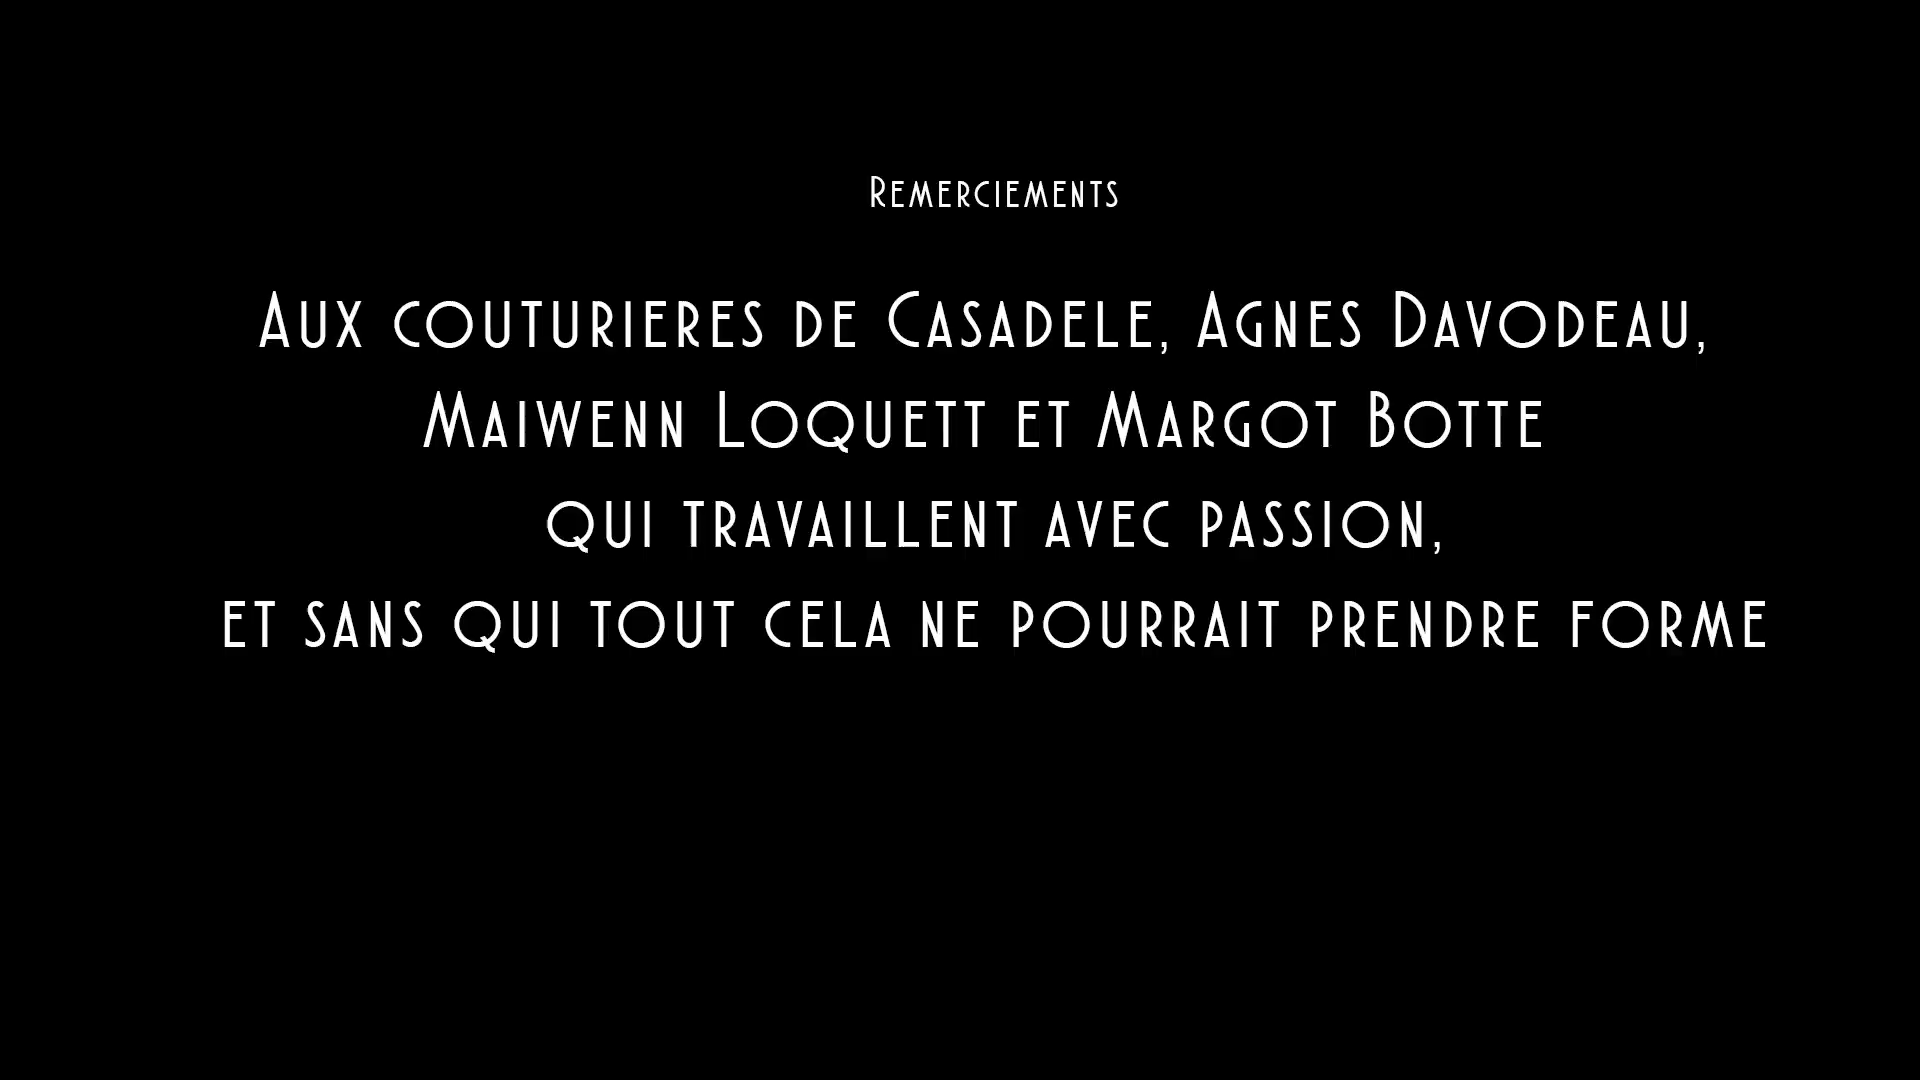 Remerciements
Aux couturieres de Casadele, Agnes Davodeau,
Maiwenn Loquett et Margot Botte
qui travaillent avec passion,
et sans qui tout cela ne pourrait prendre forme